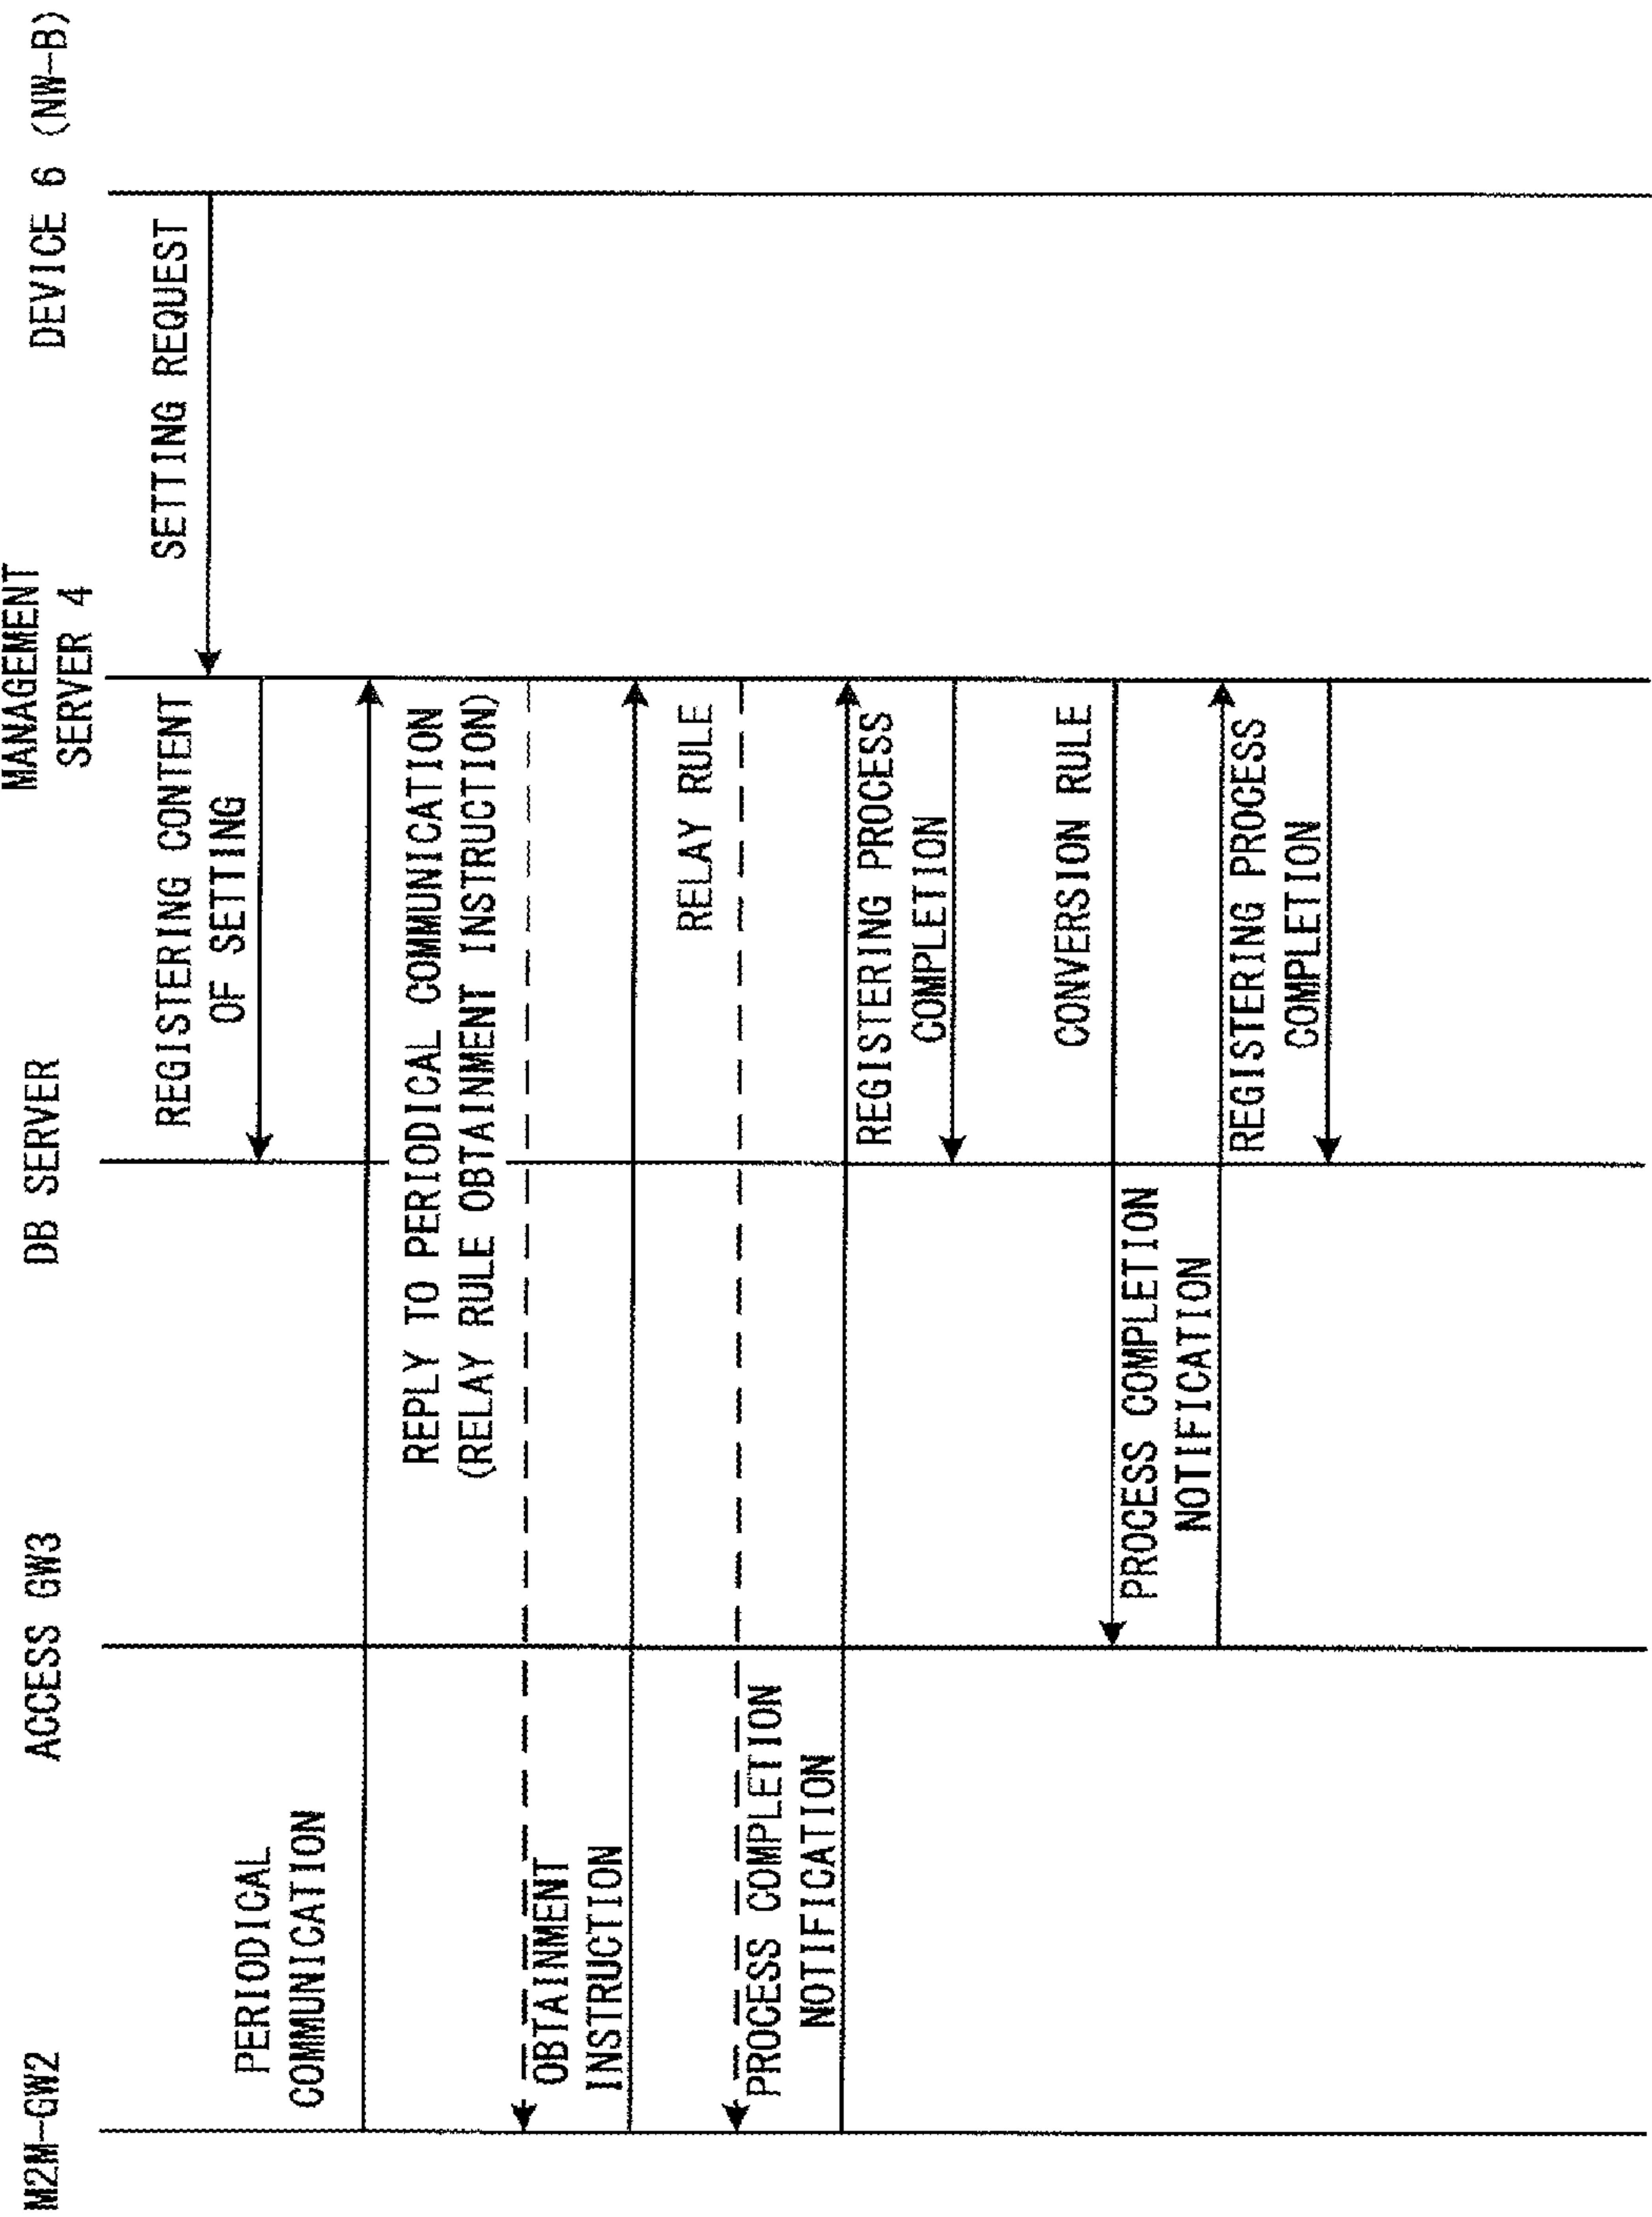 M2M-GW2
ACCESS GW3
DB SERVER
MANAGEMENT
SERVER 4
DEVICE 6 (NW-B)
SETTING REQUEST
REGISTERING CONTENT
OF SETTING
PERIODICAL
COMMUNICATION
REPLY TO PERIODICAL COMMUNICATION
(RELAY RULE OBTAINMENT INSTRUCTION)
OBTAINMENT
INSTRUCTION
RELAY RULE
PROCESS COMPLETION
NOTIFICATION
REGISTERING PROCESS
COMPLETION
CONVERSION RULE
PROCESS COMPLETION
NOTIFICATION
REGISTERING PROCESS
COMPLETION